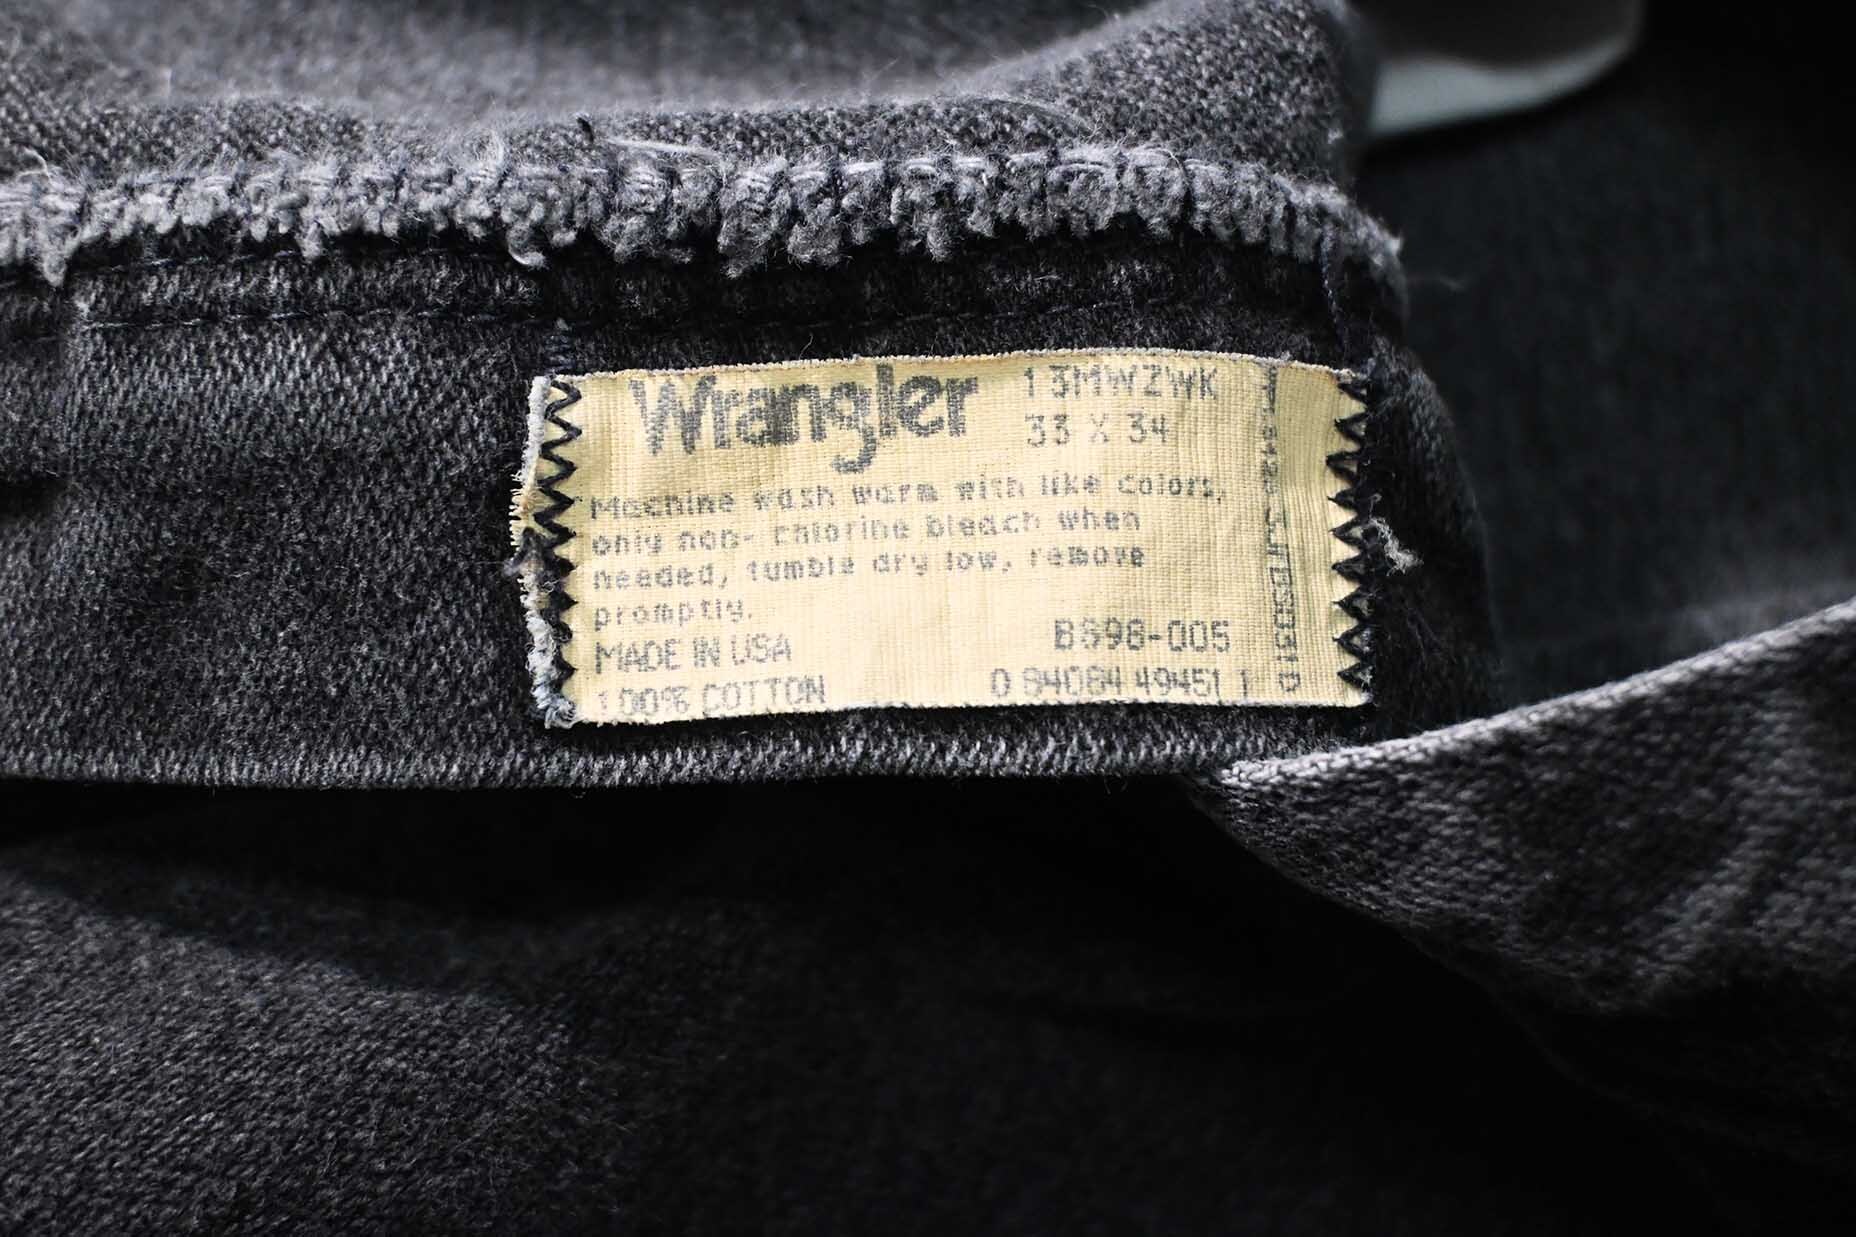 Wrangler
13MWZWK
33 X 34
Machine wash warm with like colors,
only non- chlorine bleach when
needed, tumble dry low, remove
promptly.
MADE IN USA
B698-005
100% COTTON
0 84084 49451 1